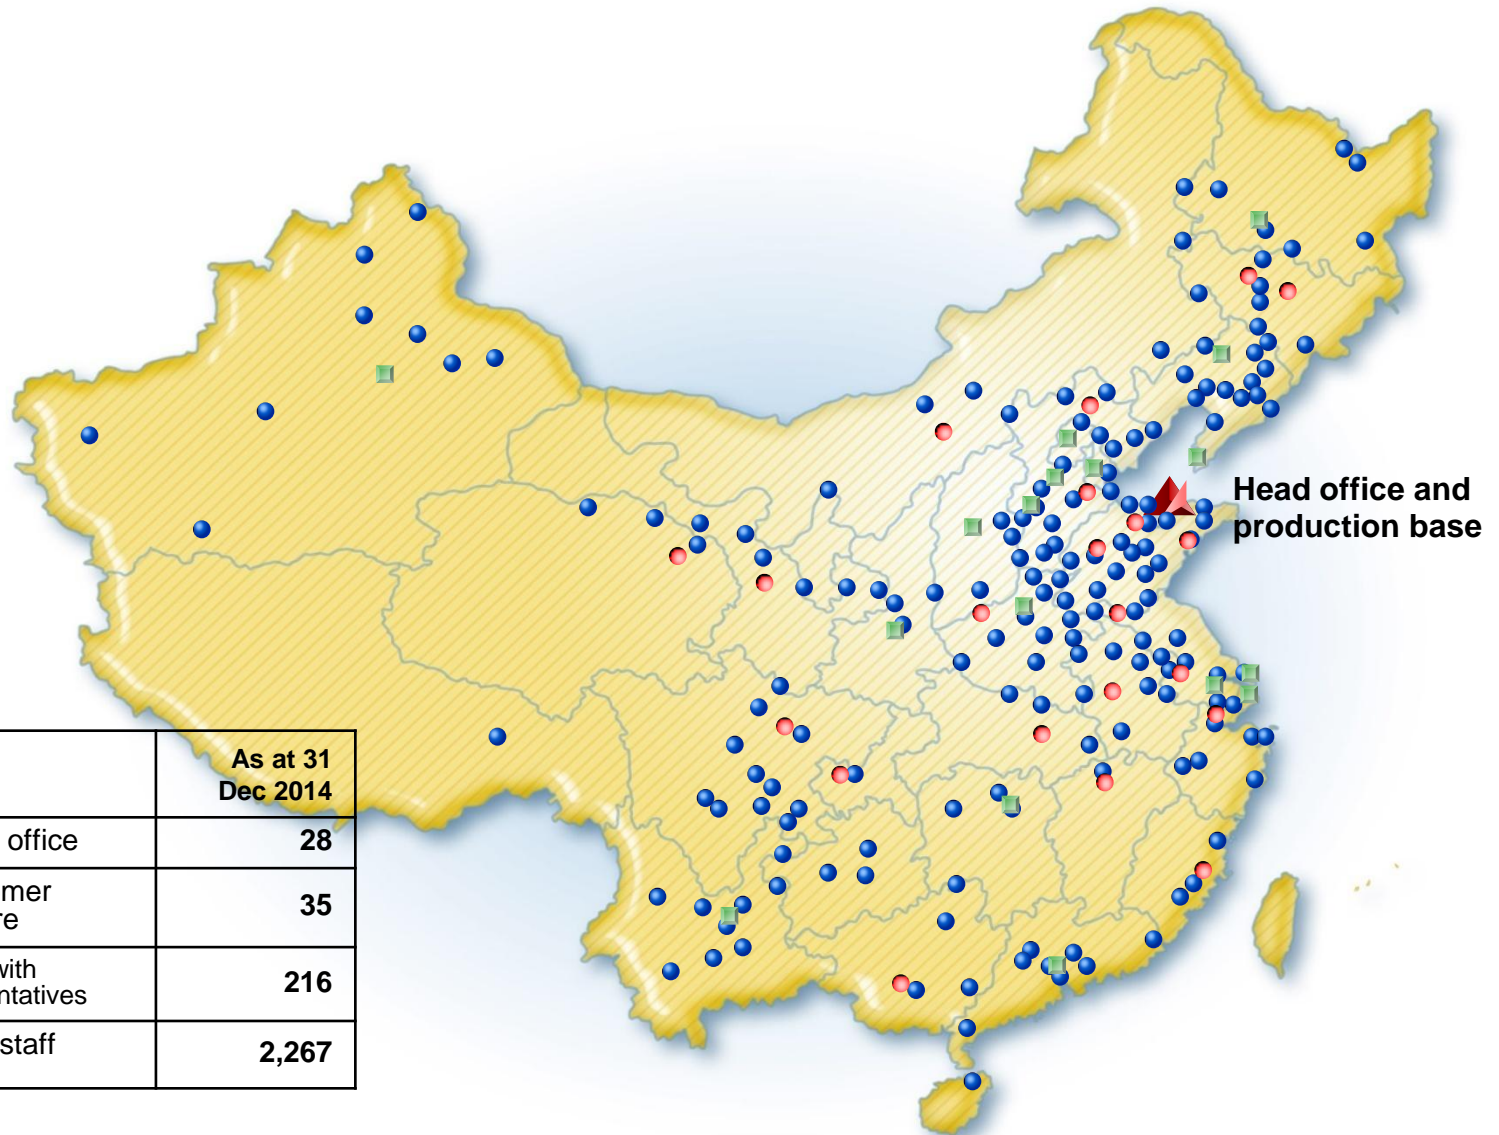 Head office and
production base
As at 31
Dec 2014
office
28
mer
re
35
with
ntatives
216
staff
2,267